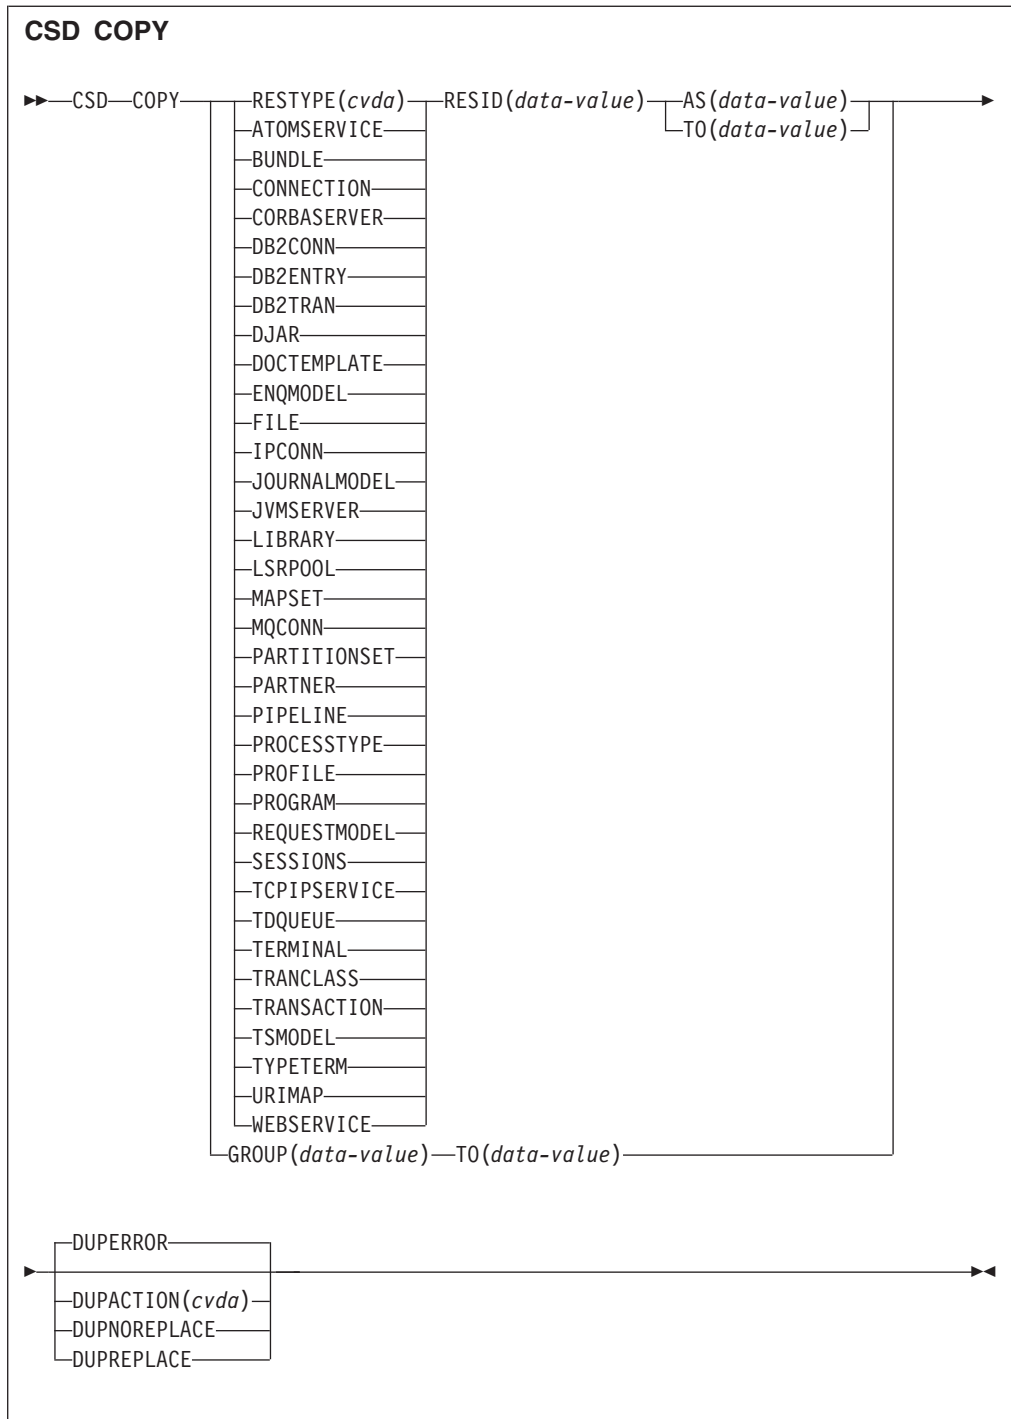 CSD COPY
CSD COPY RESTYPE(cvda) RESID(data-value) AS(data-value)
ATOMSERVICE TO(data-value)
BUNDLE
CONNECTION
CORBASERVER
DB2CONN
DB2ENTRY
DB2TRAN
DJAR
DOCTEMPLATE
ENQMODEL
FILE
IPCONN
JOURNALMODEL
JVMSERVER
LIBRARY
LSRPOOL
MAPSET
MQCONN
PARTITIONSET
PARTNER
PIPELINE
PROCESSTYPE
PROFILE
PROGRAM
REQUESTMODEL
SESSIONS
TCPIPSERVICE
TDQUEUE
TERMINAL
TRANCLASS
TRANSACTION
TSMODEL
TYPETERM
URIMAP
WEBSERVICE
GROUP(data-value) TO(data-value)
DUPERROR
DUPACTION(cvda)
DUPNOREPLACE
DUPREPLACE